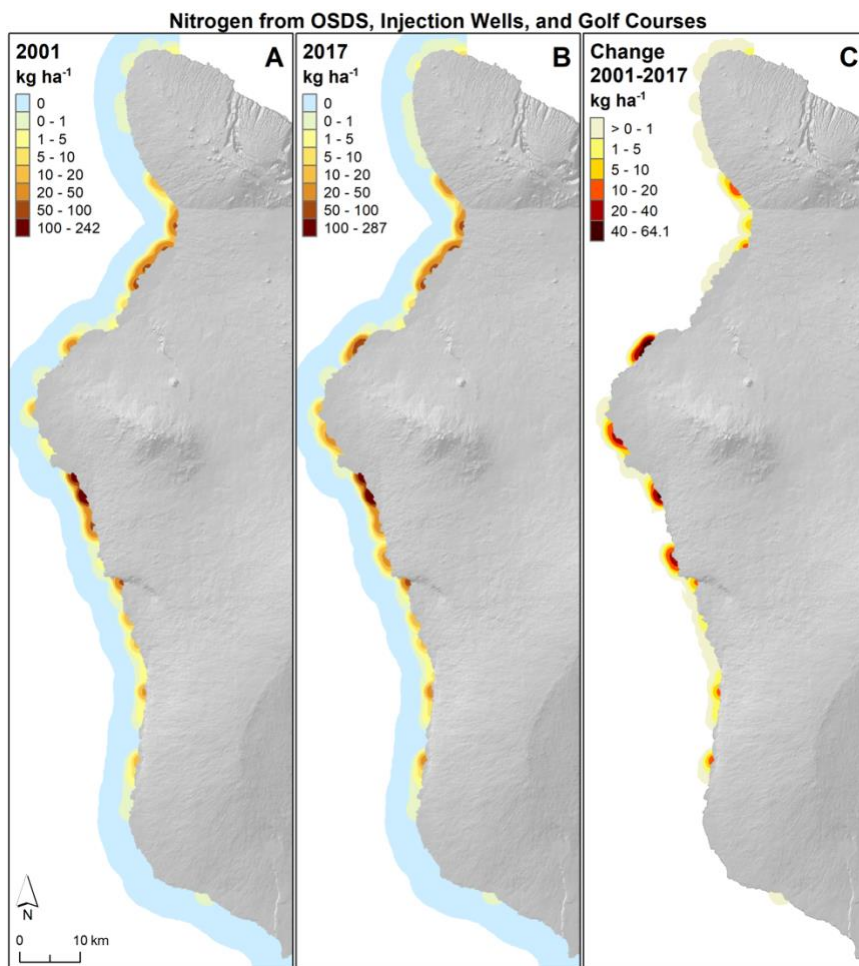 Nitrogen from OSDS, Injection Wells, and Golf Courses
2001
A
kg ha⁻¹
0
0 - 1
1 - 5
5 - 10
10 - 20
20 - 50
50 - 100
100 - 242
N
0 10 km
2017
B
kg ha⁻¹
0
0 - 1
1 - 5
5 - 10
10 - 20
20 - 50
50 - 100
100 - 287
Change
C
2001-2017
kg ha⁻¹
> 0 - 1
1 - 5
5 - 10
10 - 20
20 - 40
40 - 64.1